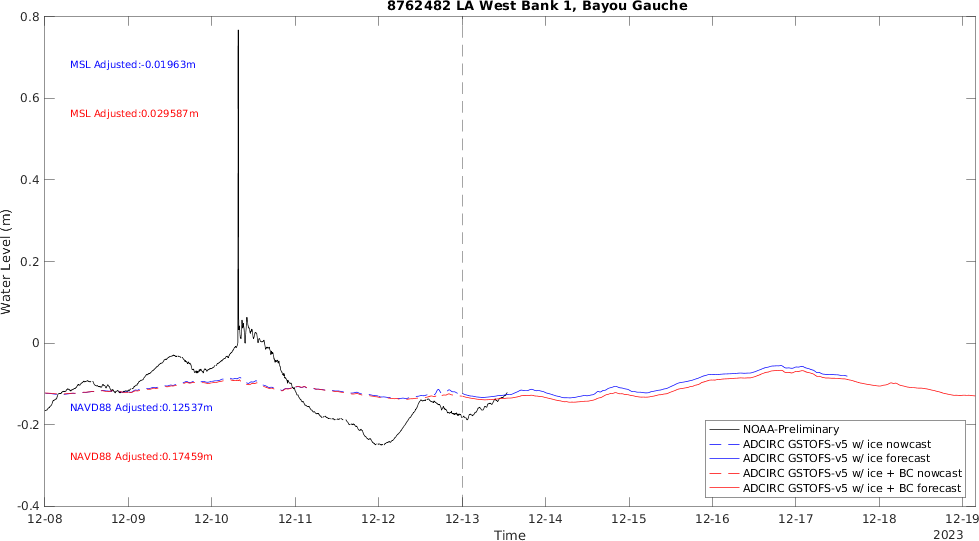 8762482 LA West Bank 1, Bayou Gauche
0.8
MSL Adjusted:-0.01963m
0.6
MSL Adjusted:0.029587m
0.4
0.2
Water Level (m)
0
NAVD88 Adjusted:0.12537m
-0.2
NOAA-Preliminary
ADCIRC GSTOFS-v5 w/ ice nowcast
ADCIRC GSTOFS-v5 w/ ice forecast
ADCIRC GSTOFS-v5 w/ ice + BC nowcast
ADCIRC GSTOFS-v5 w/ ice + BC forecast
NAVD88 Adjusted:0.17459m
-0.4
12-08 12-09 12-10 12-11 12-12 12-13 12-14 12-15 12-16 12-17 12-18 12-19
Time
2023